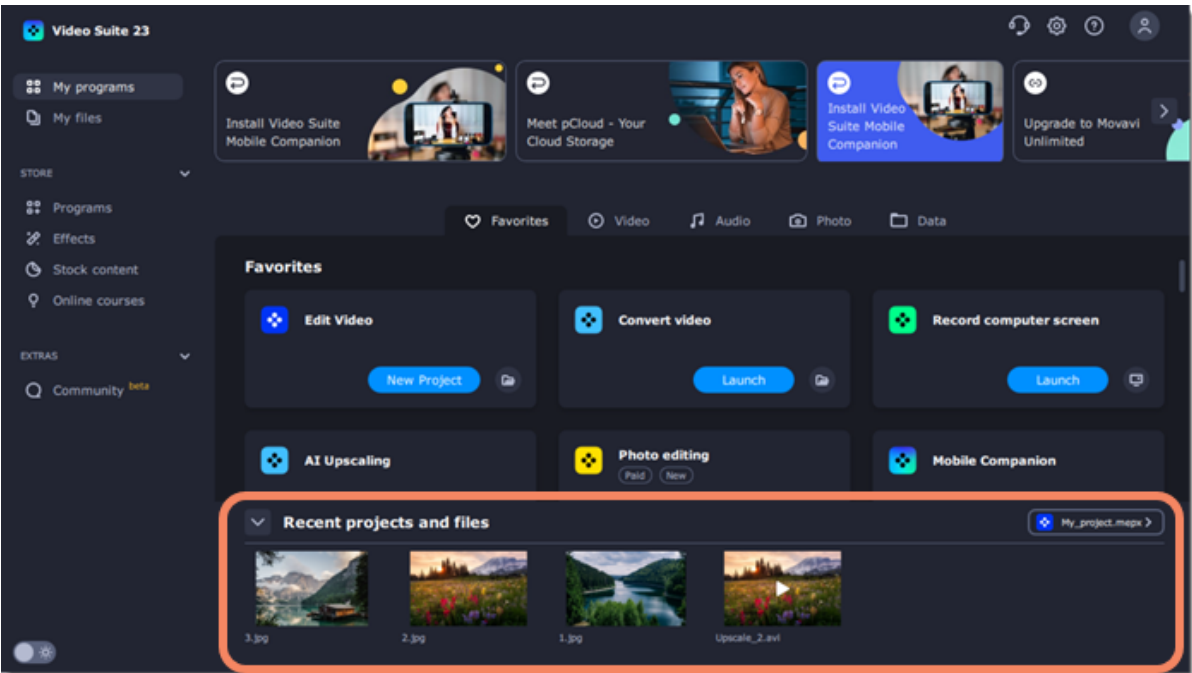 Video Suite 23
My programs
My files
STORE
Programs
Effects
Stock content
Online courses
EXTRAS
Community beta
Install Video Suite
Mobile Companion
Meet pCloud - Your
Cloud Storage
Install Video
Suite Mobile
Companion
Upgrade to Movavi
Unlimited
Favorites
Video
Audio
Photo
Data
Favorites
Edit Video
New Project
Convert video
Launch
Record computer screen
Launch
AI Upscaling
Photo editing
Paid
New
Mobile Companion
Recent projects and files
My_project.mepx
3.jpg
2.jpg
1.jpg
Upscale_2.avi